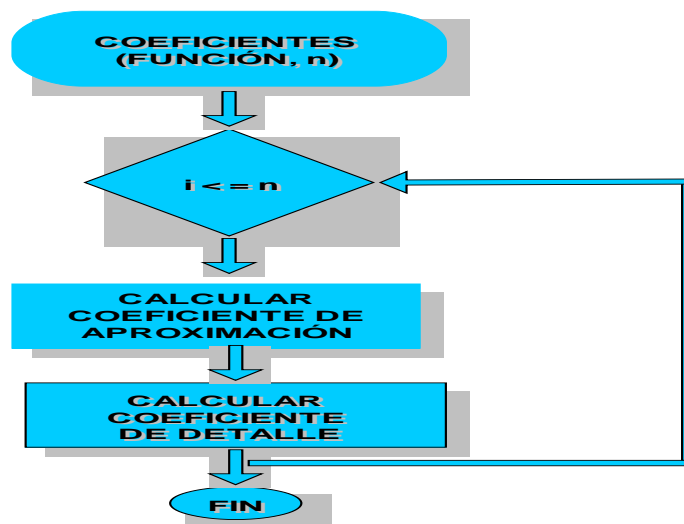 COEFICIENTES
(FUNCIÓN, n)
i < = n
CALCULAR
COEFICIENTE DE
APROXIMACIÓN
CALCULAR
COEFICIENTE
DE DETALLE
FIN